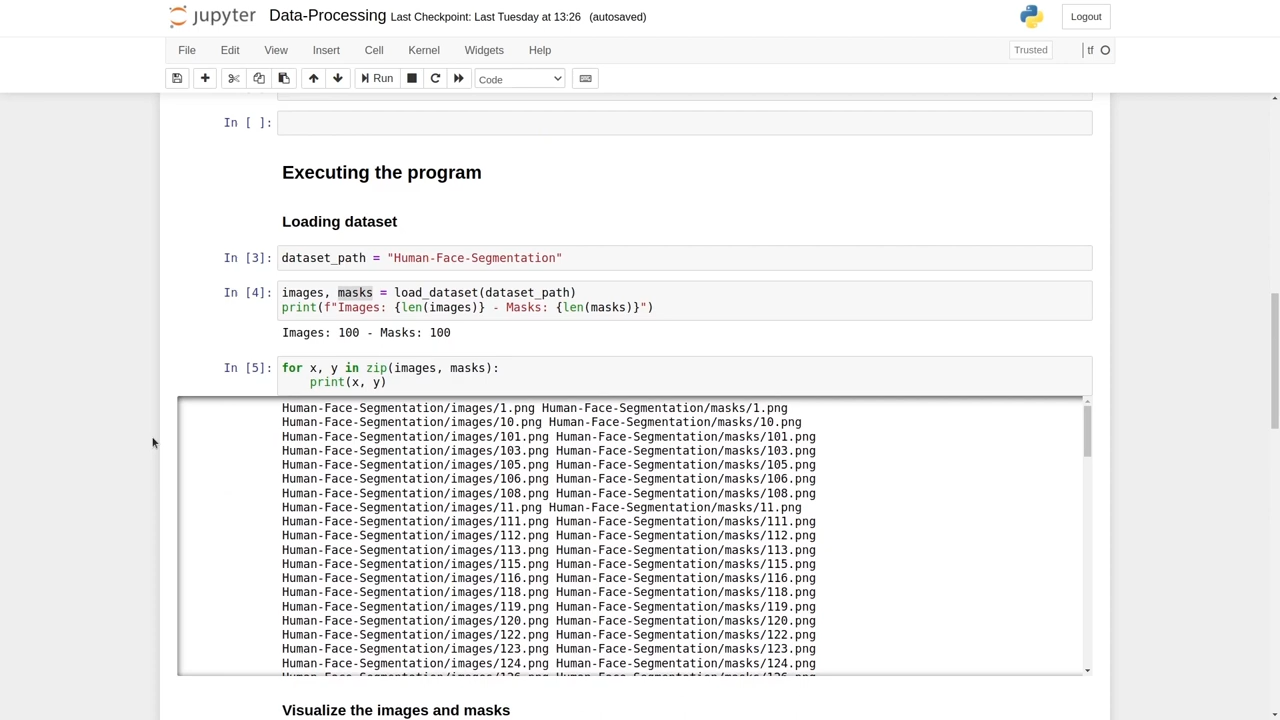 jupyter Data-Processing Last Checkpoint: Last Tuesday at 13:26 (autosaved) Logout
File Edit View Insert Cell Kernel Widgets Help Trusted tf
Run Code
In [ ]:
Executing the program
Loading dataset
In [3]: dataset_path = "Human-Face-Segmentation"
In [4]: images, masks = load_dataset(dataset_path)
print(f"Images: {len(images)} - Masks: {len(masks)}")
Images: 100 - Masks: 100
In [5]: for x, y in zip(images, masks):
print(x, y)
Human-Face-Segmentation/images/1.png Human-Face-Segmentation/masks/1.png
Human-Face-Segmentation/images/10.png Human-Face-Segmentation/masks/10.png
Human-Face-Segmentation/images/101.png Human-Face-Segmentation/masks/101.png
Human-Face-Segmentation/images/103.png Human-Face-Segmentation/masks/103.png
Human-Face-Segmentation/images/105.png Human-Face-Segmentation/masks/105.png
Human-Face-Segmentation/images/106.png Human-Face-Segmentation/masks/106.png
Human-Face-Segmentation/images/108.png Human-Face-Segmentation/masks/108.png
Human-Face-Segmentation/images/11.png Human-Face-Segmentation/masks/11.png
Human-Face-Segmentation/images/111.png Human-Face-Segmentation/masks/111.png
Human-Face-Segmentation/images/112.png Human-Face-Segmentation/masks/112.png
Human-Face-Segmentation/images/113.png Human-Face-Segmentation/masks/113.png
Human-Face-Segmentation/images/115.png Human-Face-Segmentation/masks/115.png
Human-Face-Segmentation/images/116.png Human-Face-Segmentation/masks/116.png
Human-Face-Segmentation/images/118.png Human-Face-Segmentation/masks/118.png
Human-Face-Segmentation/images/119.png Human-Face-Segmentation/masks/119.png
Human-Face-Segmentation/images/120.png Human-Face-Segmentation/masks/120.png
Human-Face-Segmentation/images/122.png Human-Face-Segmentation/masks/122.png
Human-Face-Segmentation/images/123.png Human-Face-Segmentation/masks/123.png
Human-Face-Segmentation/images/124.png Human-Face-Segmentation/masks/124.png
Visualize the images and masks